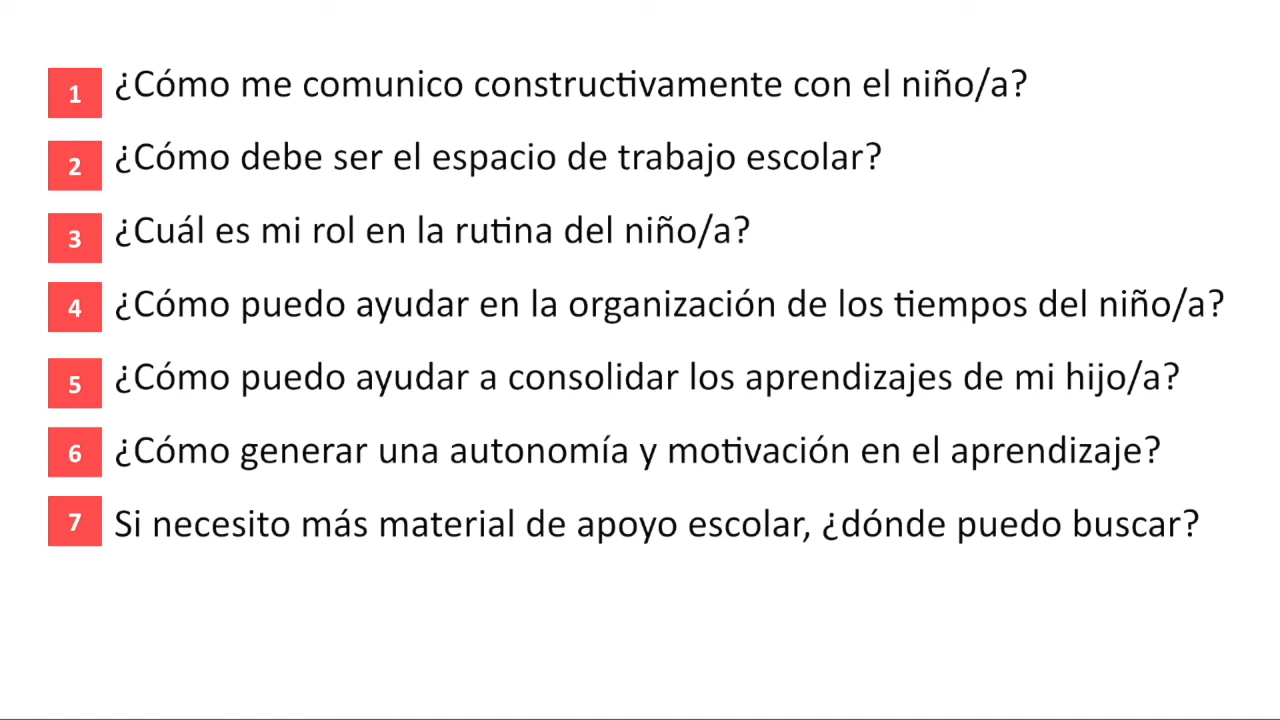 1 ¿Cómo me comunico constructivamente con el niño/a?
2 ¿Cómo debe ser el espacio de trabajo escolar?
3 ¿Cuál es mi rol en la rutina del niño/a?
4 ¿Cómo puedo ayudar en la organización de los tiempos del niño/a?
5 ¿Cómo puedo ayudar a consolidar los aprendizajes de mi hijo/a?
6 ¿Cómo generar una autonomía y motivación en el aprendizaje?
7 Si necesito más material de apoyo escolar, ¿dónde puedo buscar?